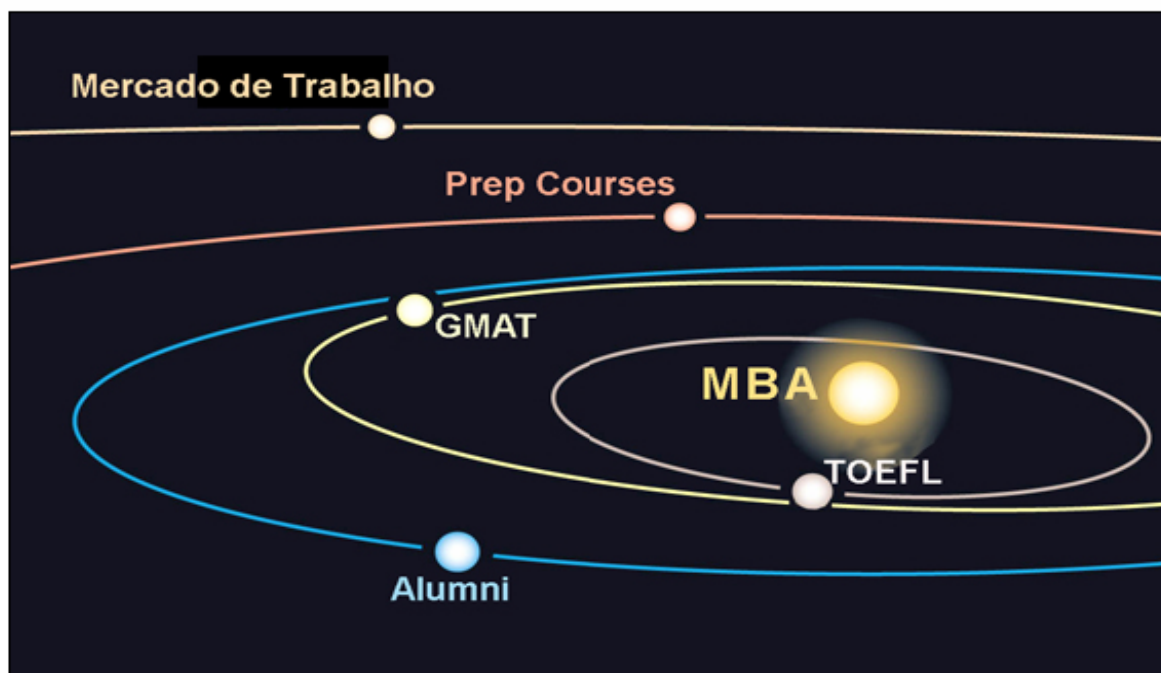 Mercado de Trabalho
Prep Courses
GMAT
MBA
TOEFL
Alumni